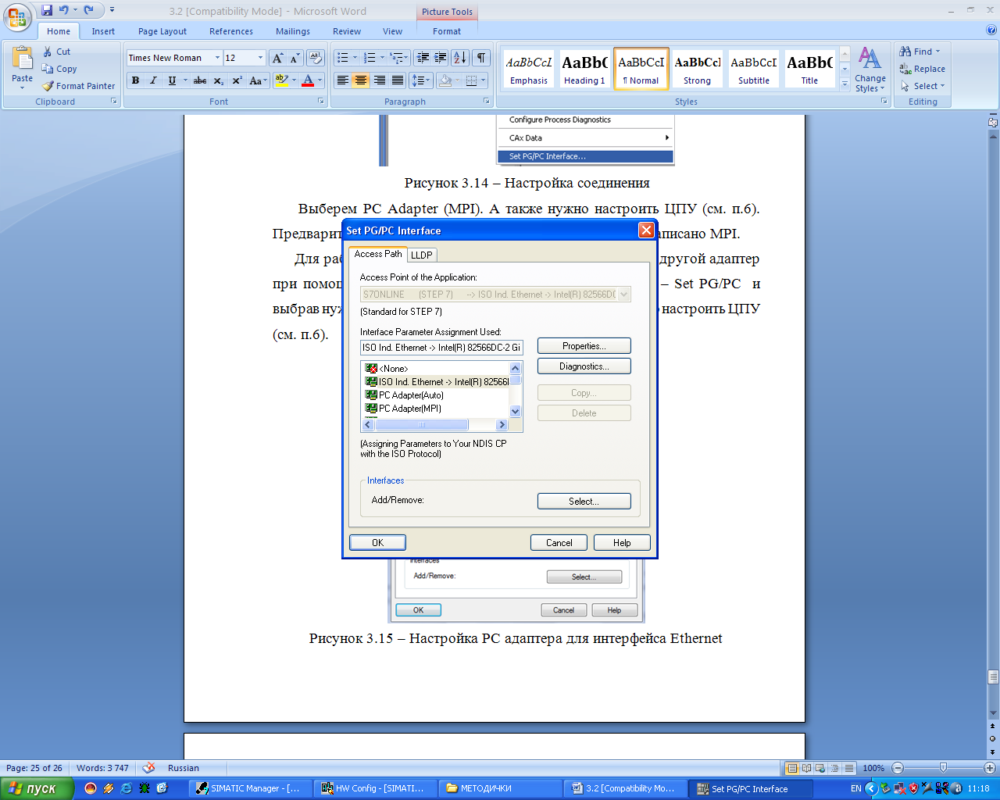 3.2 [Compatibility Mode] - Microsoft Word
Picture Tools
Home Insert Page Layout References Mailings Review View Format
Paste
Cut
Copy
Format Painter
Clipboard
Times New Roman 12
B I U abc x₂ x² Aa
Font
Paragraph
AaBbCcI AaBbC AaBbCcI AaBbCcl AaBbCcI AaBbC
Emphasis Heading 1 ¶ Normal Strong Subtitle Title
Change Styles
Styles
Find
Replace
Select
Editing
Configure Process Diagnostics
CAx Data
Set PG/PC Interface...
Рисунок 3.14 – Настройка соединения
Выберем PC Adapter (MPI). А также нужно настроить ЦПУ (см. п.6).
Предварит аписано MPI.
Для раб другой адаптер
при помощ – Set PG/PC и
выбрав нуж настроить ЦПУ
(см. п.6).
Set PG/PC Interface
Access Path LLDP
Access Point of the Application:
S7ONLINE (STEP 7) --> ISO Ind. Ethernet -> Intel(R) 82566DC
(Standard for STEP 7)
Interface Parameter Assignment Used:
ISO Ind. Ethernet -> Intel(R) 82566DC-2 Gi
Properties...
<None>
Diagnostics...
ISO Ind. Ethernet -> Intel(R) 82566I
PC Adapter(Auto)
Copy...
PC Adapter(MPI)
Delete
(Assigning Parameters to Your NDIS CP
with the ISO Protocol)
Interfaces
Add/Remove:
Select...
OK Cancel Help
Interfaces
Add/Remove: Select...
OK Cancel Help
Рисунок 3.15 – Настройка PC адаптера для интерфейса Ethernet
Page: 25 of 26 Words: 3 747 Russian 100%
пуск SIMATIC Manager - [... HW Config - [SIMATI... МЕТОДИЧКИ 3.2 [Compatibility Mo... Set PG/PC Interface EN 11:18